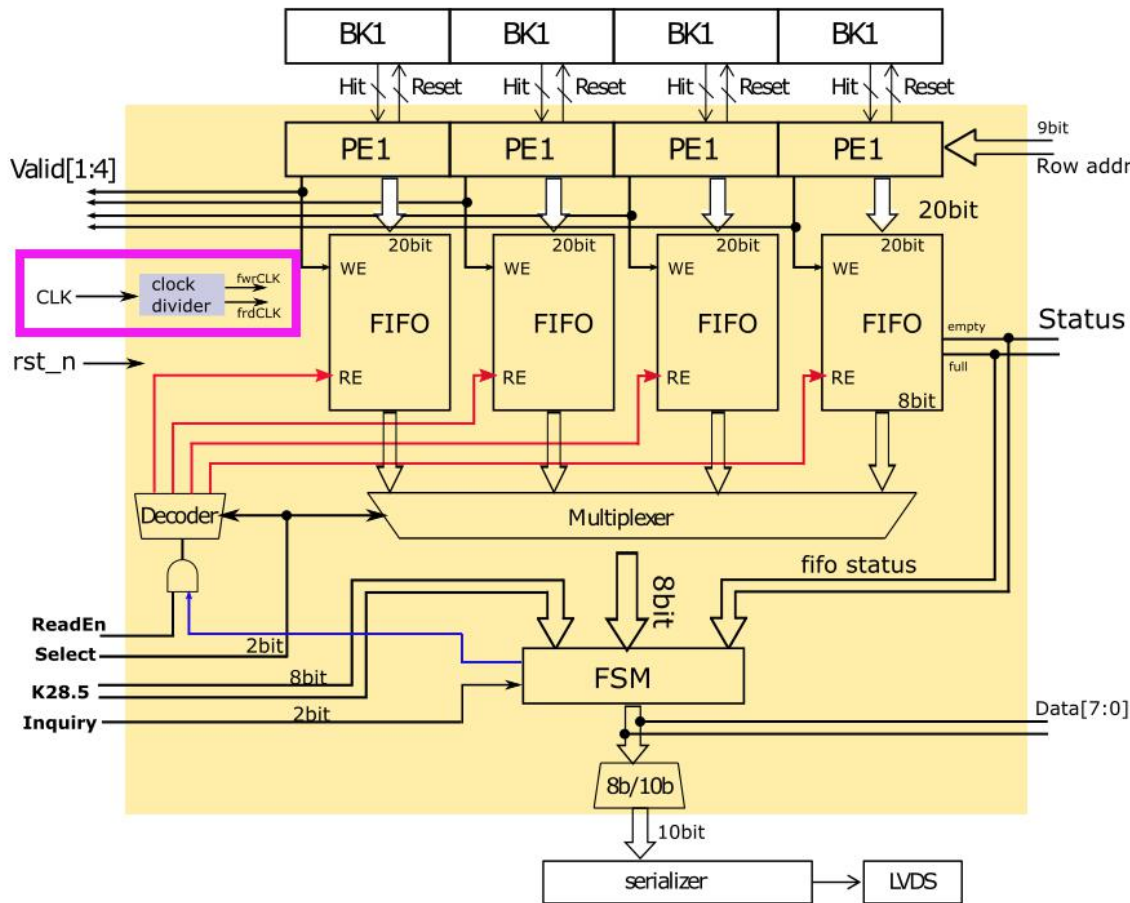 BK1 BK1 BK1 BK1
Hit Reset Hit Reset Hit Reset Hit Reset
PE1 PE1 PE1 PE1
9bit
Row addr
Valid[1:4]
20bit
20bit 20bit 20bit 20bit
WE WE WE WE
CLK
clock
divider
fwrCLK
frdCLK
FIFO FIFO FIFO FIFO
empty
Status
full
rst_n
RE RE RE RE
8bit
Decoder
Multiplexer
fifo status
8bit
ReadEn
Select
2bit
8bit
K28.5
FSM
Inquiry
2bit
Data[7:0]
8b/10b
10bit
serializer
LVDS